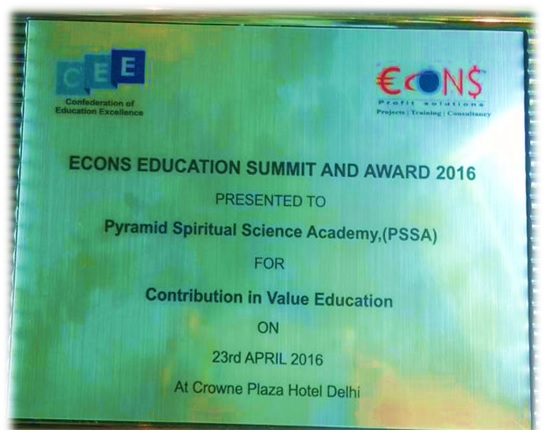 CEE
Confederation of
Education Excellence
€CONS
Profit solutions
Projects | Training | Consultancy
ECONS EDUCATION SUMMIT AND AWARD 2016
PRESENTED TO
Pyramid Spiritual Science Academy,(PSSA)
FOR
Contribution in Value Education
ON
23rd APRIL 2016
At Crowne Plaza Hotel Delhi